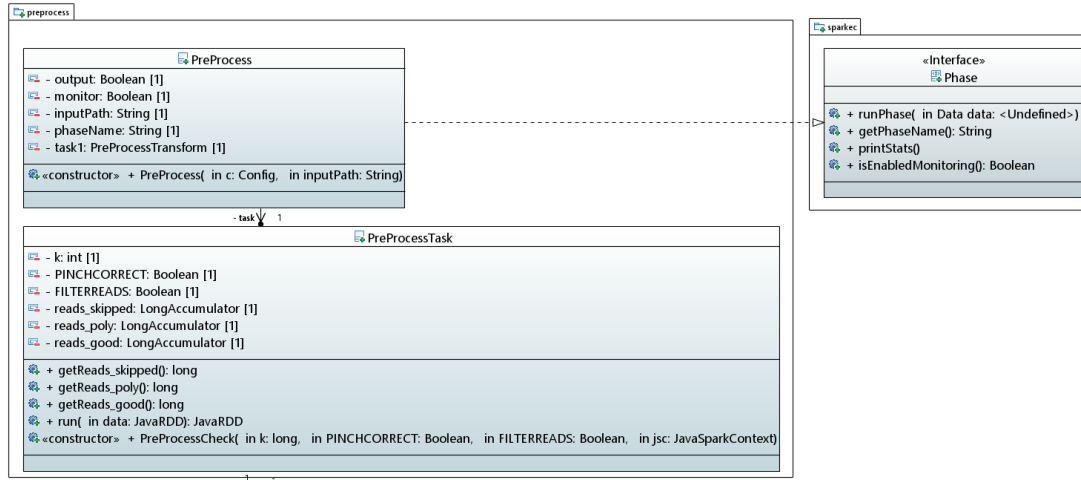 preprocess
PreProcess
- output: Boolean [1]
- monitor: Boolean [1]
- inputPath: String [1]
- phaseName: String [1]
- task1: PreProcessTransform [1]
«constructor» + PreProcess( in c: Config, in inputPath: String)
- task 1
PreProcessTask
- k: int [1]
- PINCHCORRECT: Boolean [1]
- FILTERREADS: Boolean [1]
- reads_skipped: LongAccumulator [1]
- reads_poly: LongAccumulator [1]
- reads_good: LongAccumulator [1]
+ getReads_skipped(): long
+ getReads_poly(): long
+ getReads_good(): long
+ run( in data: JavaRDD): JavaRDD
«constructor» + PreProcessCheck( in k: long, in PINCHCORRECT: Boolean, in FILTERREADS: Boolean, in jsc: JavaSparkContext)
sparkec
«Interface»
Phase
+ runPhase( in Data data: <Undefined>)
+ getPhaseName(): String
+ printStats()
+ isEnabledMonitoring(): Boolean